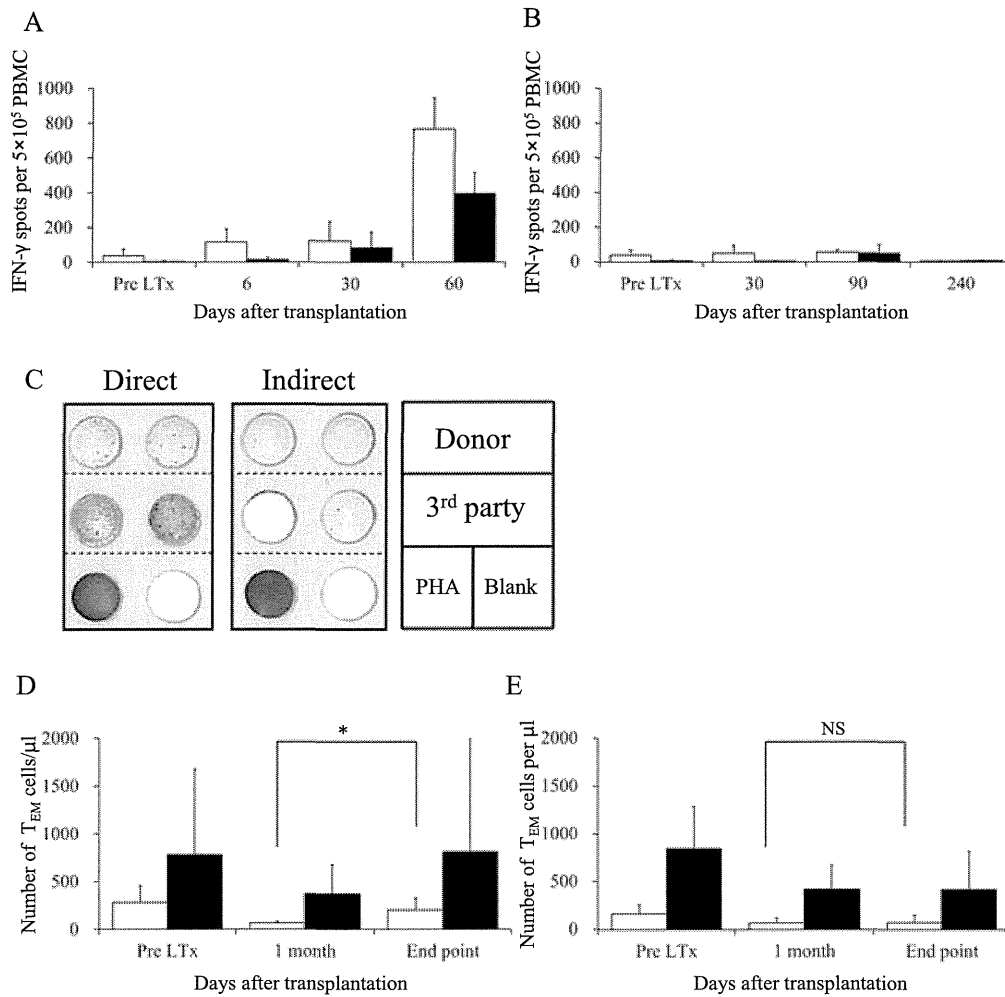 A
B
IFN-γ spots per 5×10⁵ PBMC
1000
800
600
400
200
0
Pre LTx 6 30 60
Days after transplantation
IFN-γ spots per 5×10⁵ PBMC
1000
800
600
400
200
0
Pre LTx 30 90 240
Days after transplantation
C
Direct Indirect
Donor
3rd party
PHA Blank
D
E
Number of TEM cells/μl
2000
1500
1000
500
0
*
Pre LTx 1 month End point
Days after transplantation
Number of TEM cells per μl
2000
1500
1000
500
0
NS
Pre LTx 1 month End point
Days after transplantation